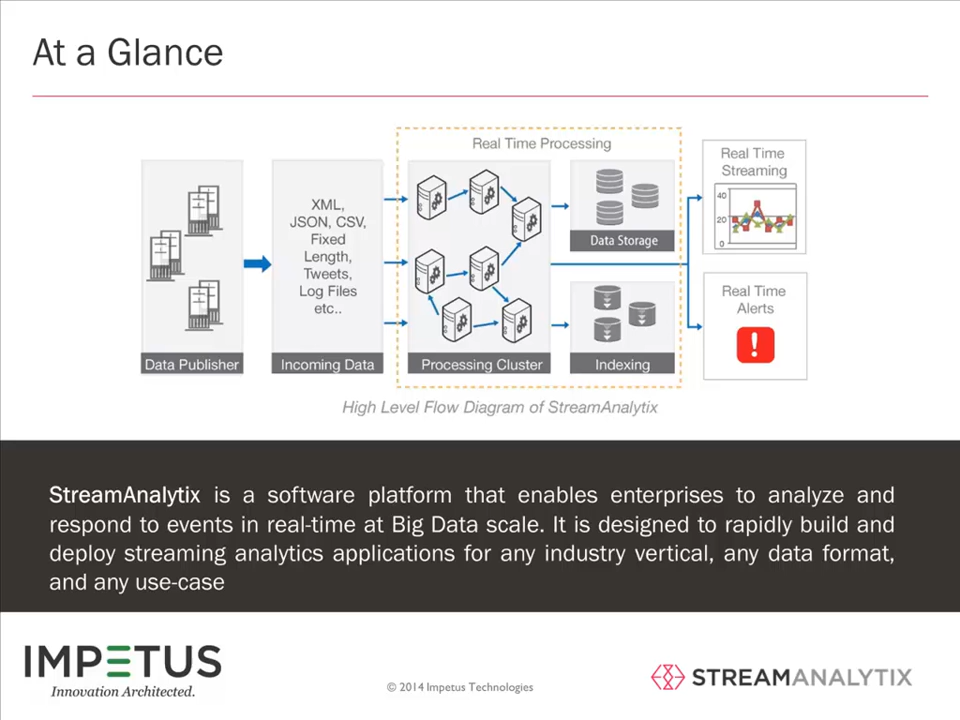 At a Glance
Real Time Processing
Data Publisher
XML,
JSON, CSV,
Fixed
Length,
Tweets,
Log Files
etc..
Incoming Data
Processing Cluster
Data Storage
Indexing
Real Time
Streaming
40
20
0
Real Time
Alerts
!
High Level Flow Diagram of StreamAnalytix
StreamAnalytix is a software platform that enables enterprises to analyze and
respond to events in real-time at Big Data scale. It is designed to rapidly build and
deploy streaming analytics applications for any industry vertical, any data format,
and any use-case
IMPETUS
Innovation Architected.
© 2014 Impetus Technologies
STREAMANALYTIX